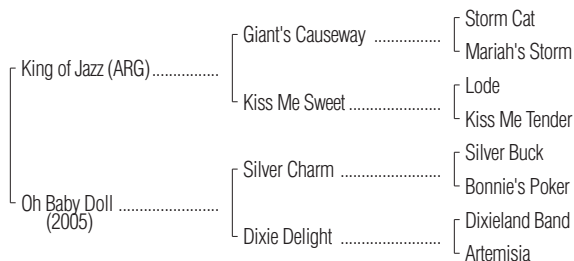 Storm Cat
Giant's Causeway ..................
Mariah's Storm
King of Jazz (ARG)...............
Lode
Kiss Me Sweet .......................
Kiss Me Tender
Silver Buck
Silver Charm .........................
Bonnie's Poker
Oh Baby Doll .......................
(2005)
Dixieland Band
Dixie Delight .........................
Artemisia